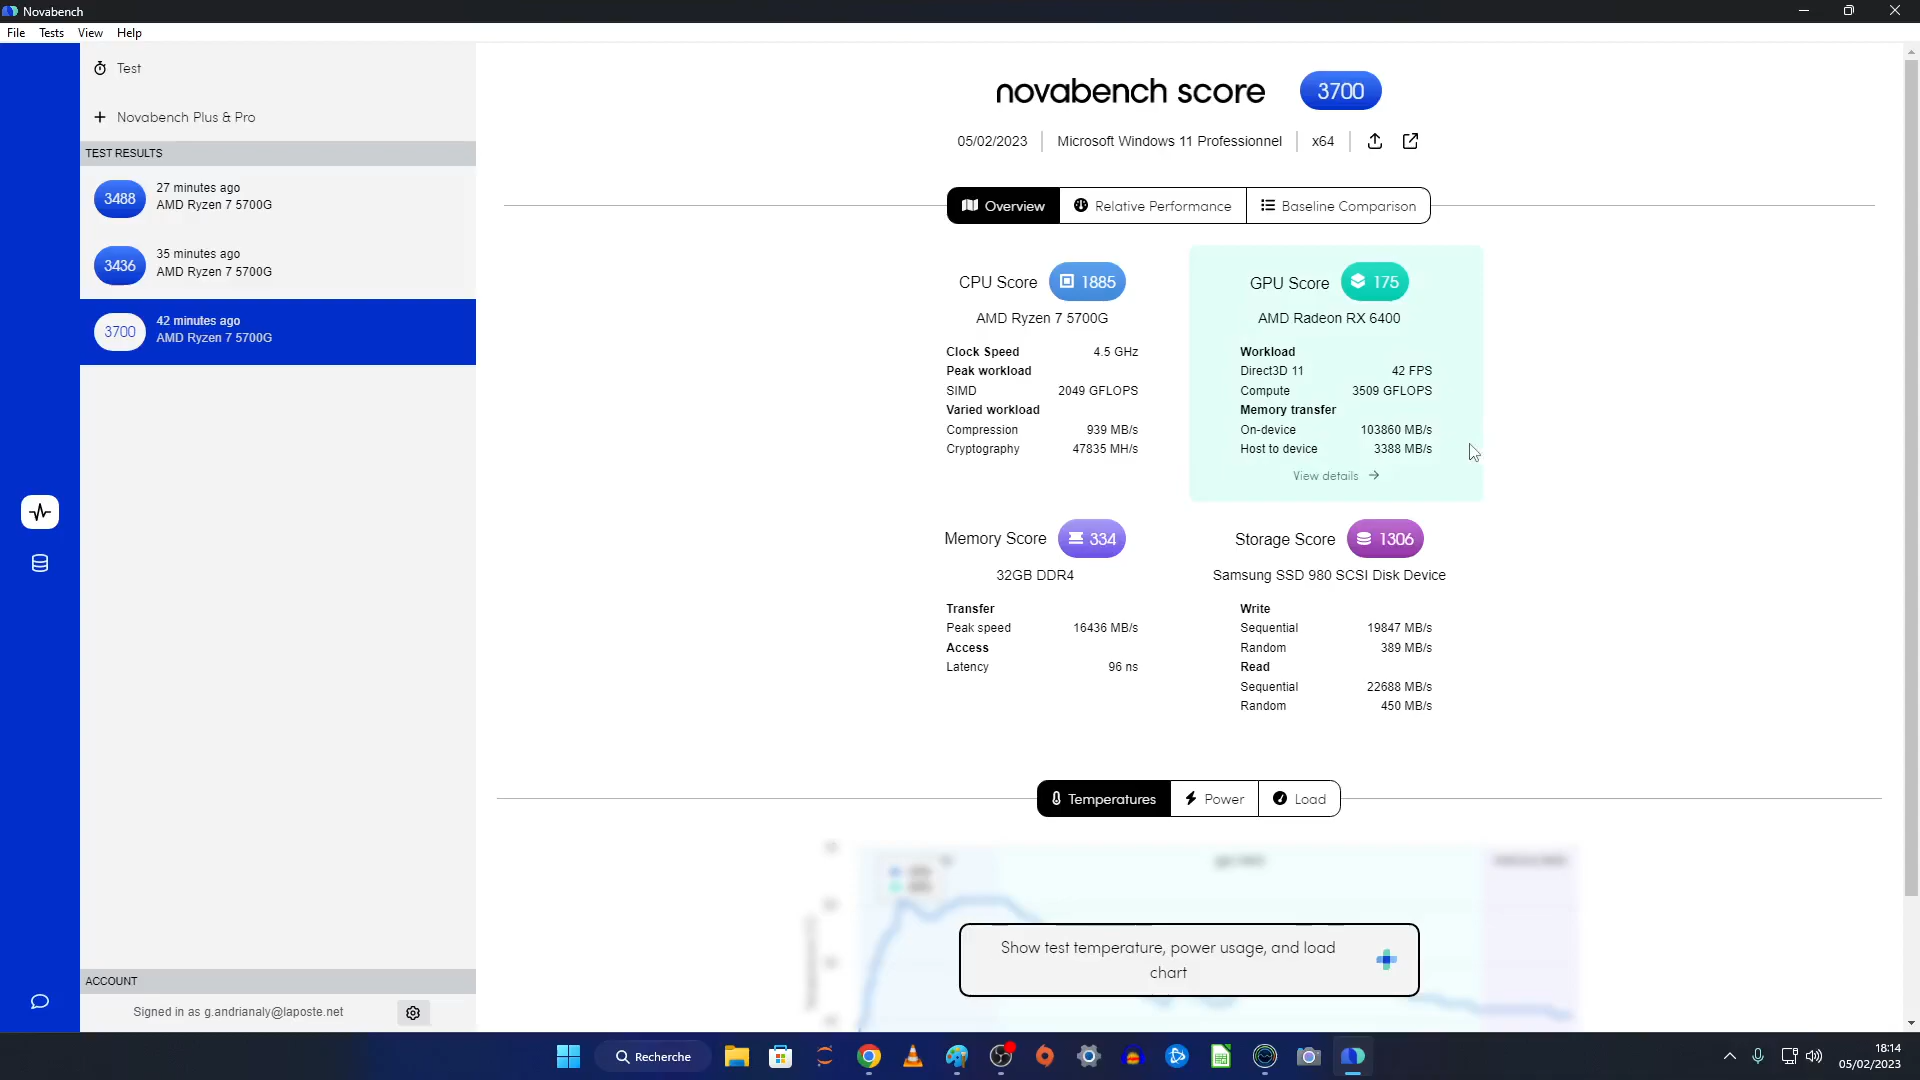 Novabench
File Tests View Help
Test
Novabench Plus & Pro
TEST RESULTS
3488
27 minutes ago
AMD Ryzen 7 5700G
3436
35 minutes ago
AMD Ryzen 7 5700G
3700
42 minutes ago
AMD Ryzen 7 5700G
ACCOUNT
Signed in as g.andrianaly@laposte.net
novabench score 3700
05/02/2023 Microsoft Windows 11 Professionnel x64
Overview Relative Performance Baseline Comparison
CPU Score 1885
AMD Ryzen 7 5700G
Clock Speed 4.5 GHz
Peak workload
SIMD 2049 GFLOPS
Varied workload
Compression 939 MB/s
Cryptography 47835 MH/s
GPU Score 175
AMD Radeon RX 6400
Workload
Direct3D 11 42 FPS
Compute 3509 GFLOPS
Memory transfer
On-device 103860 MB/s
Host to device 3388 MB/s
View details
Memory Score 334
32GB DDR4
Transfer
Peak speed 16436 MB/s
Access
Latency 96 ns
Storage Score 1306
Samsung SSD 980 SCSI Disk Device
Write
Sequential 19847 MB/s
Random 389 MB/s
Read
Sequential 22688 MB/s
Random 450 MB/s
Temperatures Power Load
Show test temperature, power usage, and load
chart
Recherche
18:14
05/02/2023